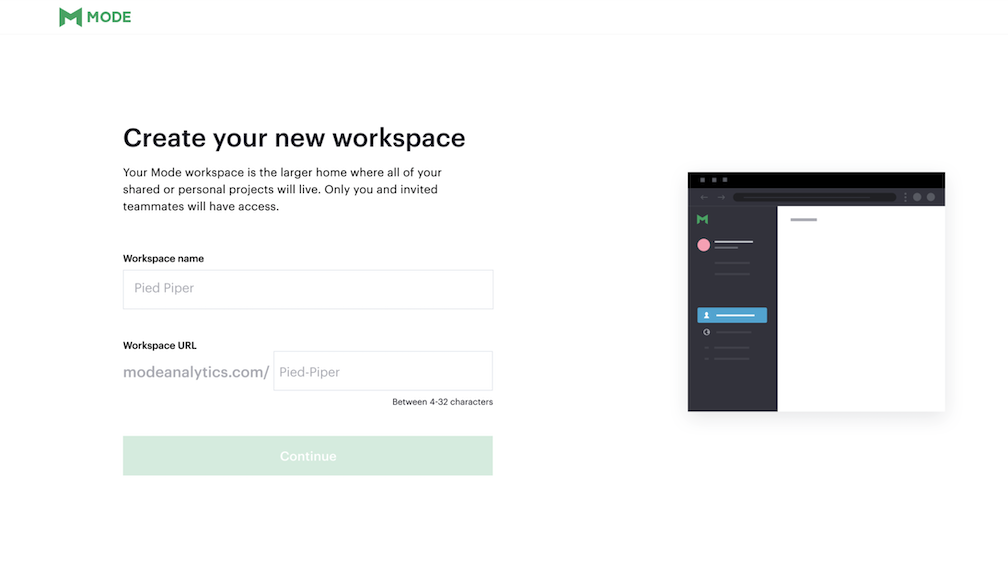 MODE
Create your new workspace
Your Mode workspace is the larger home where all of your
shared or personal projects will live. Only you and invited
teammates will have access.
Workspace name
Pied Piper
Workspace URL
modeanalytics.com/ Pied-Piper
Between 4-32 characters
Continue